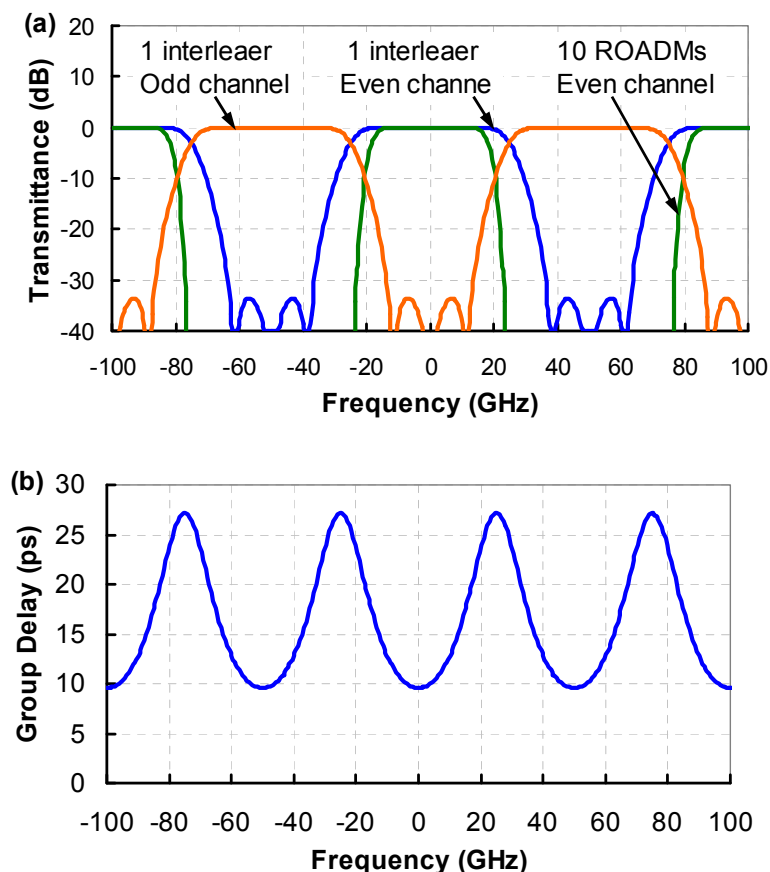 (a)
1 interleaer
Odd channel
1 interleaer
Even channe
10 ROADMs
Even channel
Transmittance (dB)
20
10
0
-10
-20
-30
-40
-100 -80 -60 -40 -20 0 20 40 60 80 100
Frequency (GHz)
(b)
Group Delay (ps)
30
25
20
15
10
5
0
-100 -80 -60 -40 -20 0 20 40 60 80 100
Frequency (GHz)